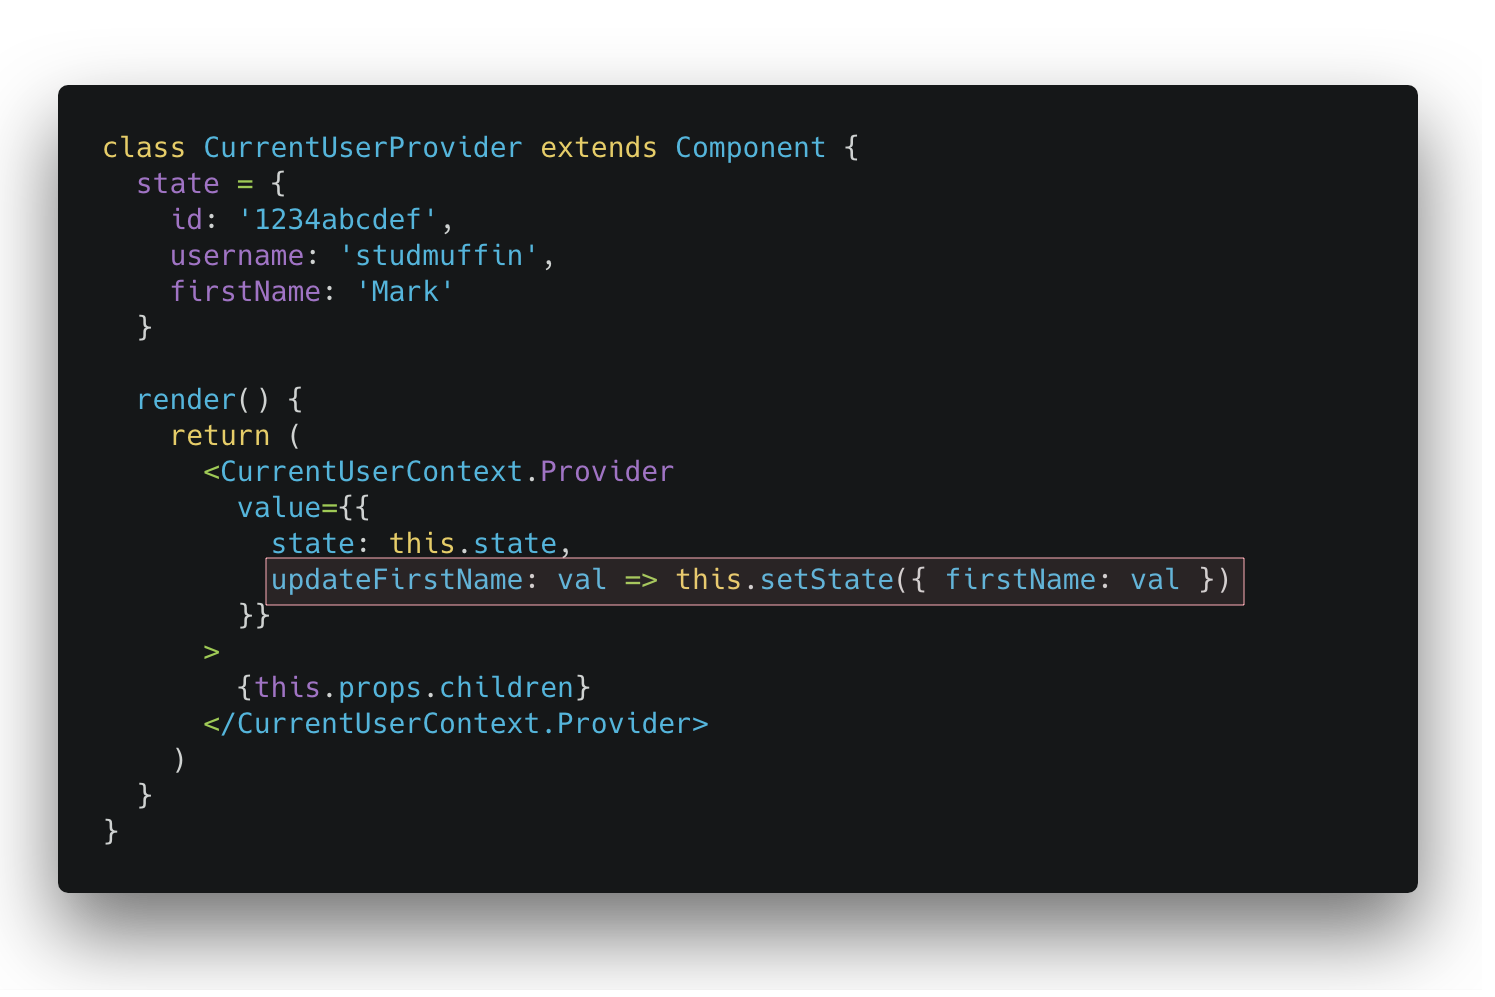 class CurrentUserProvider extends Component {
  state = {
    id: '1234abcdef',
    username: 'studmuffin',
    firstName: 'Mark'
  }

  render() {
    return (
      <CurrentUserContext.Provider
        value={{
          state: this.state,
          updateFirstName: val => this.setState({ firstName: val })
        }}
      >
        {this.props.children}
      </CurrentUserContext.Provider>
    )
  }
}